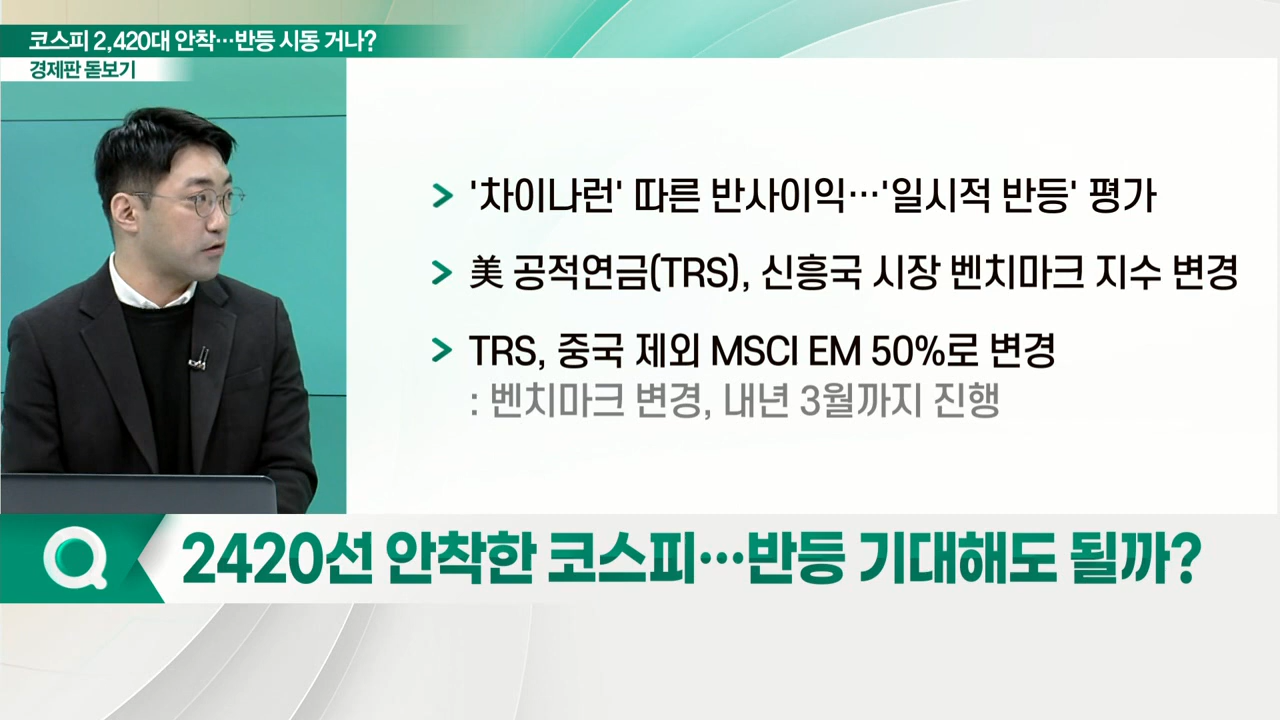 코스피 2,420대 안착…반등 시동 거나?
경제판 돋보기
> '차이나런' 따른 반사이익…'일시적 반등' 평가
> 美 공적연금(TRS), 신흥국 시장 벤치마크 지수 변경
> TRS, 중국 제외 MSCI EM 50%로 변경
: 벤치마크 변경, 내년 3월까지 진행
Q 2420선 안착한 코스피…반등 기대해도 될까?